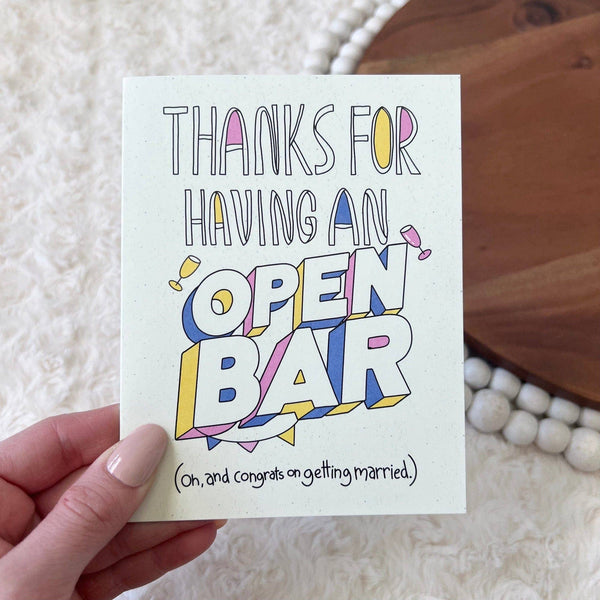 THANKS FOR
HAVING AN
OPEN
BAR
(Oh, and congrats on getting married.)